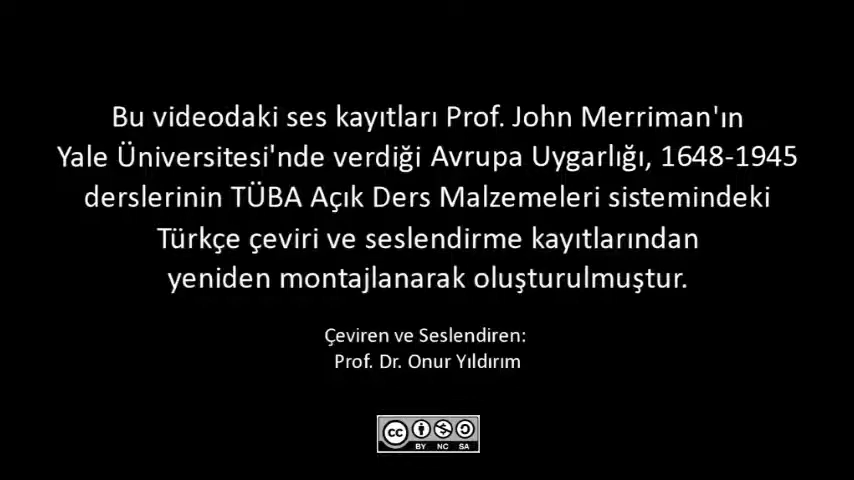 Bu videodaki ses kayıtları Prof. John Merriman'ın
Yale Üniversitesi'nde verdiği Avrupa Uygarlığı, 1648-1945
derslerinin TÜBA Açık Ders Malzemeleri sistemindeki
Türkçe çeviri ve seslendirme kayıtlarından
yeniden montajlanarak oluşturulmuştur.
Çeviren ve Seslendiren:
Prof. Dr. Onur Yıldırım
cc
BY NC SA